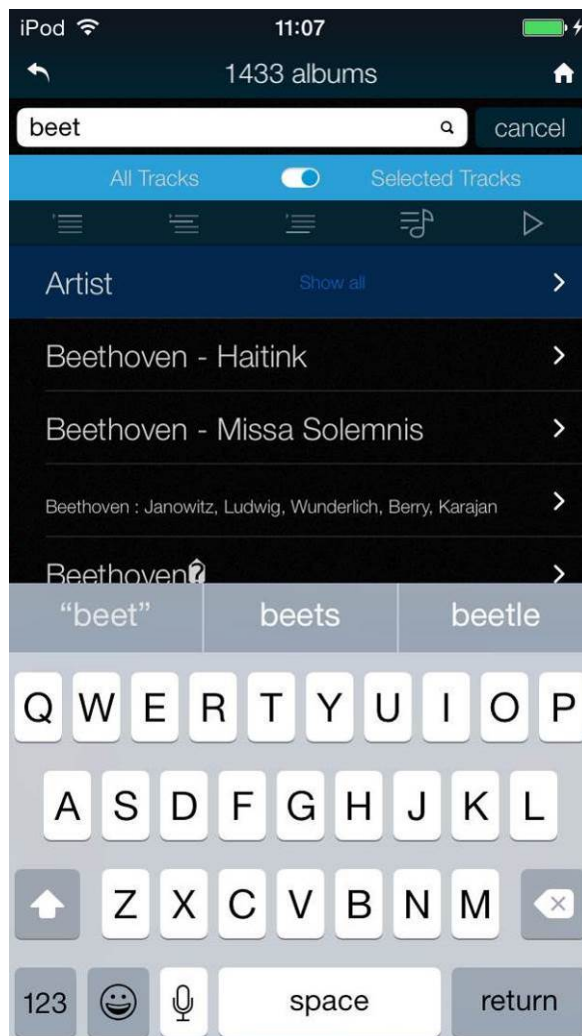 iPod 11:07
1433 albums
beet cancel
All Tracks Selected Tracks
Artist Show all
Beethoven - Haitink
Beethoven - Missa Solemnis
Beethoven : Janowitz, Ludwig, Wunderlich, Berry, Karajan
Beethoven�
“beet” beets beetle
Q W E R T Y U I O P
A S D F G H J K L
Z X C V B N M
123 space return